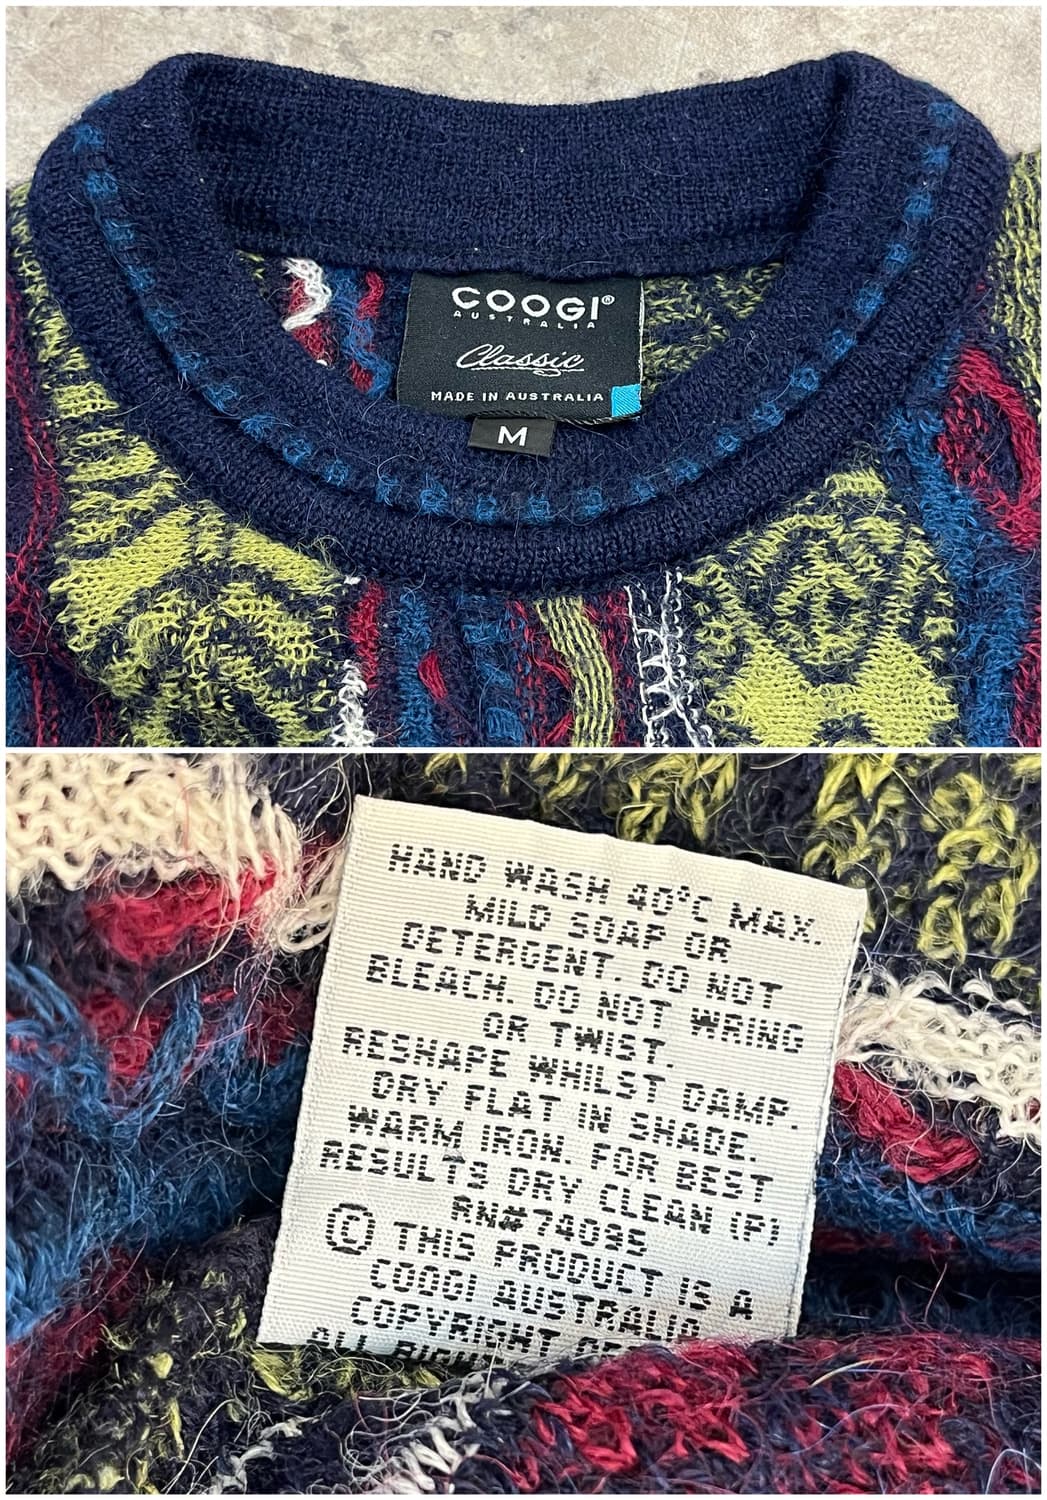 COOGI®
AUSTRALIA
Classic
MADE IN AUSTRALIA
M
HAND WASH 40°C MAX.
MILD SOAP OR
DETERGENT. DO NOT
BLEACH. DO NOT WRING
OR TWIST.
RESHAPE WHILST DAMP.
DRY FLAT IN SHADE.
WARM IRON. FOR BEST
RESULTS DRY CLEAN (P)
RN#74095
© THIS PRODUCT IS A
COOGI AUSTRALIA
COPYRIGHT
ALL